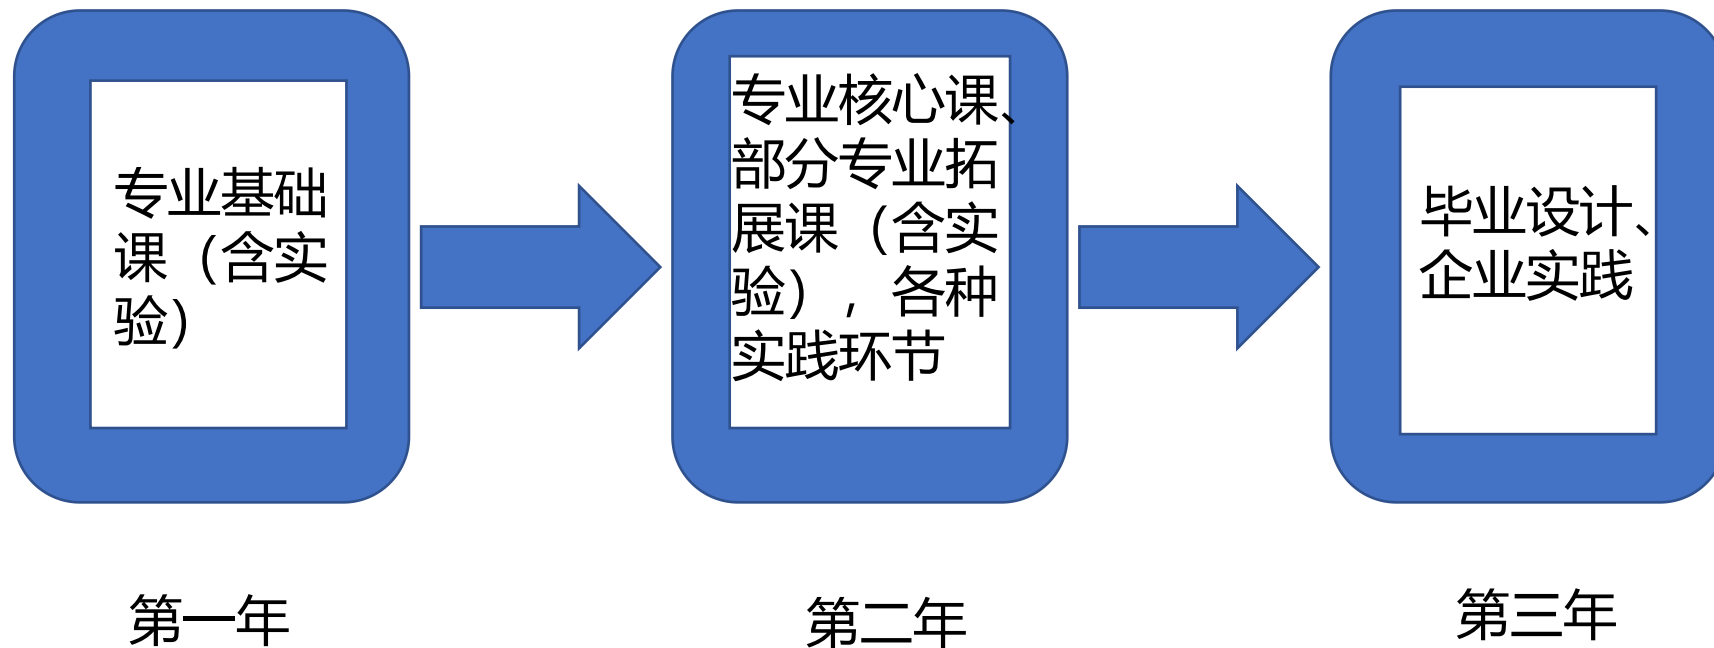 专业基础
课（含实
验）
专业核心课、
部分专业拓
展课（含实
验），各种
实践环节
毕业设计、
企业实践
第一年
第二年
第三年